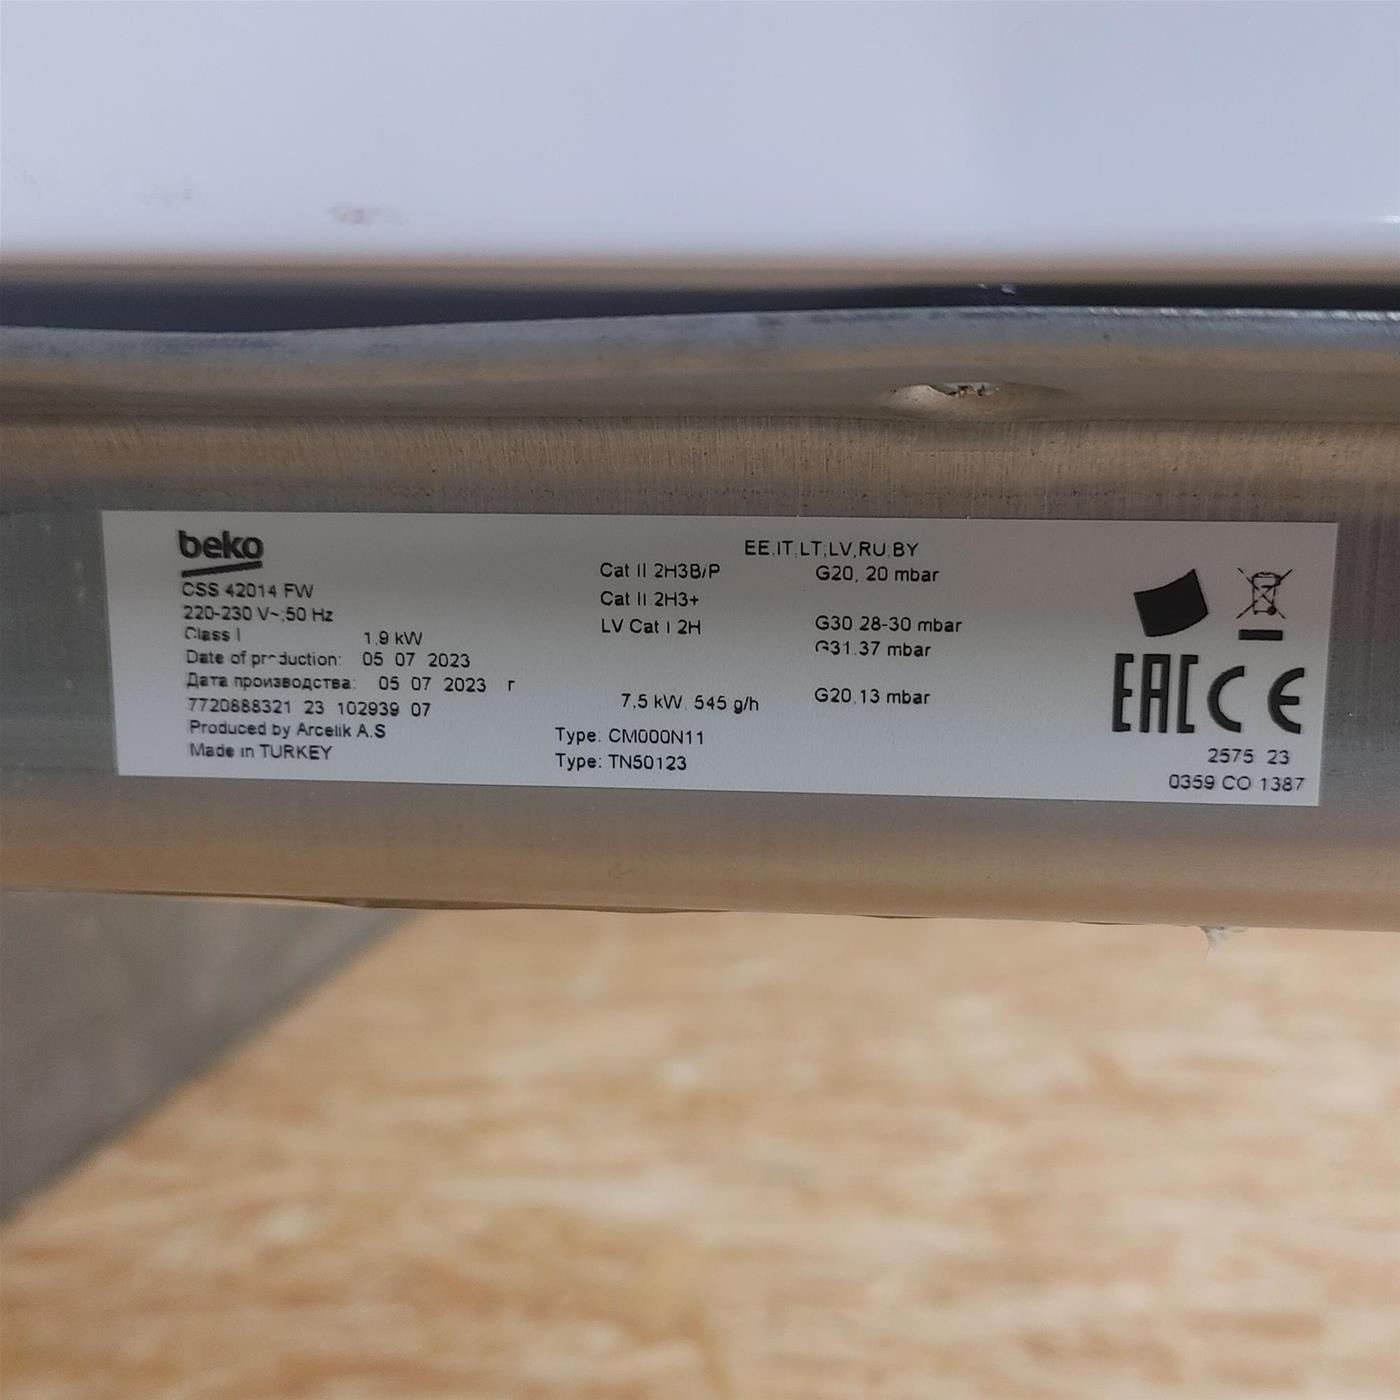 beko
CSS 42014 FW
220-230 V~;50 Hz
Class I 1,9 kW
Date of production: 05 07 2023
Дата производства: 05 07 2023 г
7720888321 23 102939 07
Produced by Arcelik A.S
Made in TURKEY
EE,IT,LT,LV,RU,BY
Cat II 2H3B/P G20, 20 mbar
Cat II 2H3+
LV Cat I 2H G30 28-30 mbar
G31.37 mbar
7,5 kW, 545 g/h G20,13 mbar
Type: CM000N11
Type: TN50123
EAC CE
2575 23
0359 CO 1387